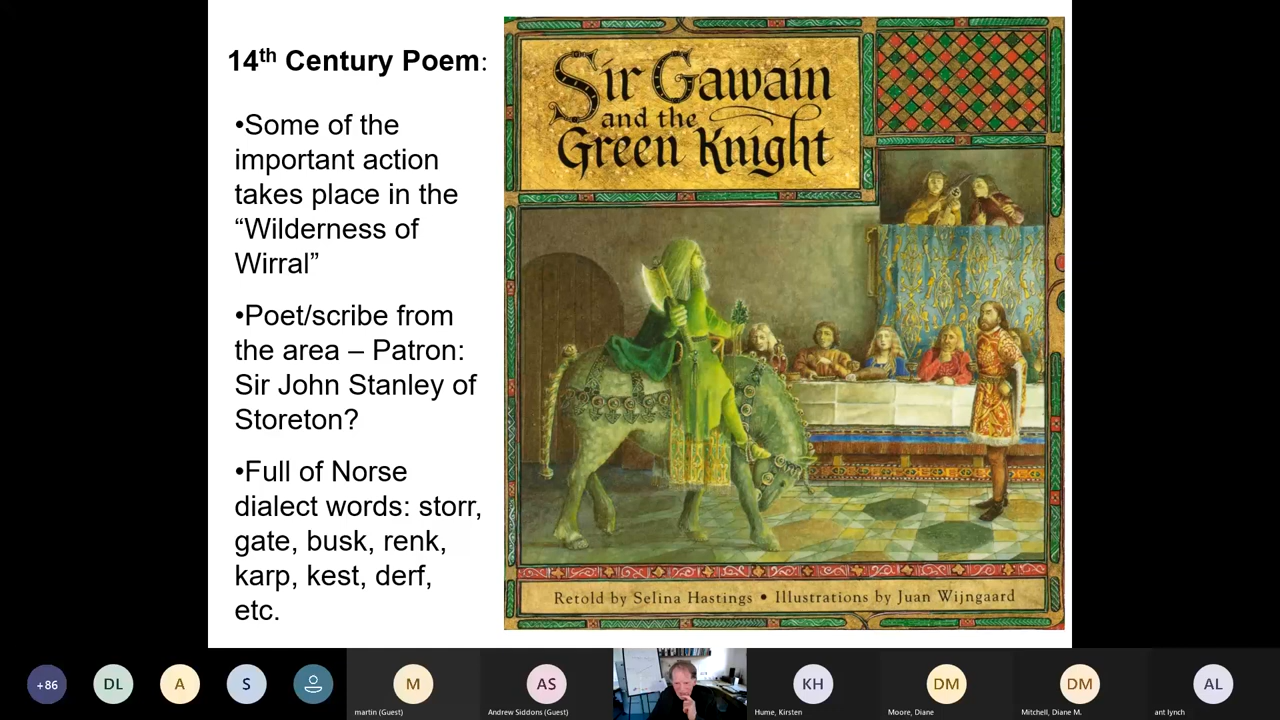 14th Century Poem:
•Some of the
important action
takes place in the
“Wilderness of
Wirral”
•Poet/scribe from
the area – Patron:
Sir John Stanley of
Storeton?
•Full of Norse
dialect words: storr,
gate, busk, renk,
karp, kest, derf,
etc.
Sir Gawain
and the
Green Knight
Retold by Selina Hastings • Illustrations by Juan Wijngaard
+86
DL
A
S
M
martin (Guest)
AS
Andrew Siddons (Guest)
KH
Hume, Kirsten
DM
Moore, Diane
DM
Mitchell, Diane M.
AL
ant lynch